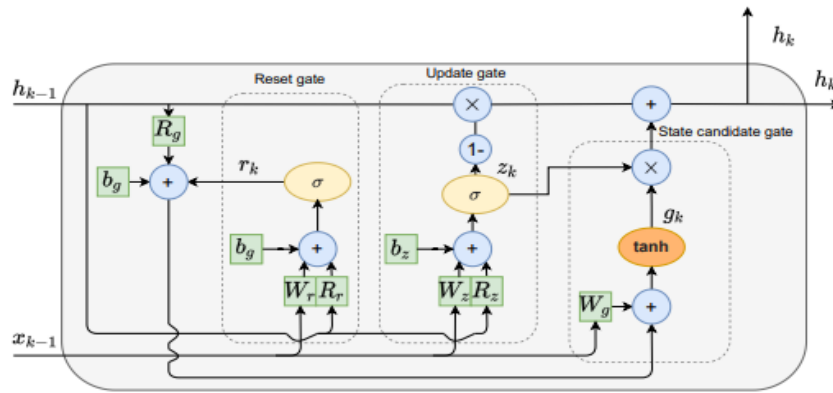 h_k
h_{k-1}
h_k
Reset gate
Update gate
State candidate gate
×
+
R_g
1-
r_k
z_k
×
b_g
+
σ
σ
g_k
tanh
b_g
+
b_z
+
W_r
R_r
W_z
R_z
W_g
+
x_{k-1}